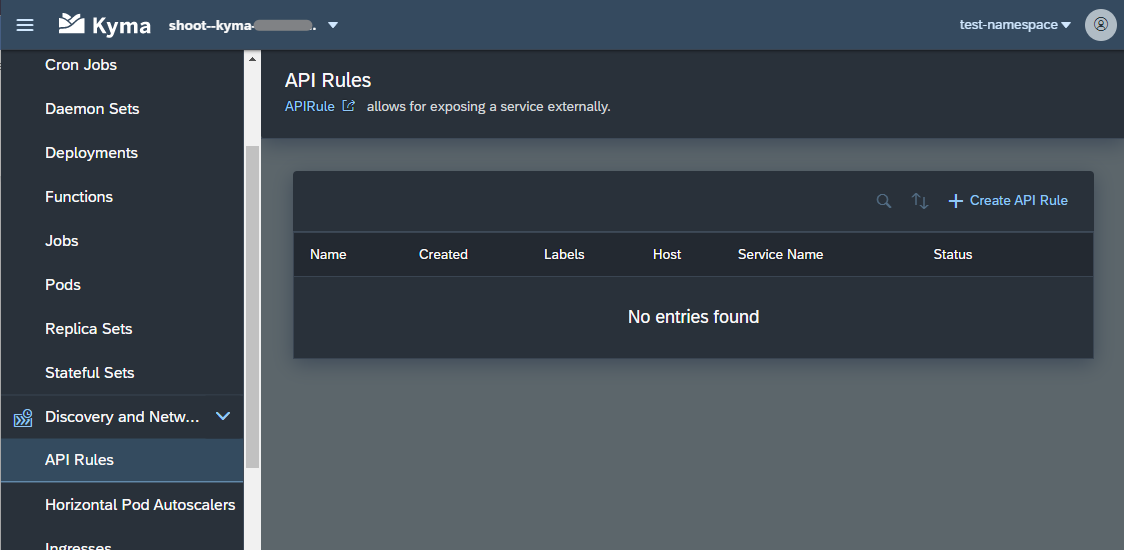 Kyma shoot--kyma- . test-namespace
Cron Jobs
Daemon Sets
Deployments
Functions
Jobs
Pods
Replica Sets
Stateful Sets
Discovery and Netw...
API Rules
Horizontal Pod Autoscalers
Ingresses
API Rules
APIRule allows for exposing a service externally.
+ Create API Rule
Name Created Labels Host Service Name Status
No entries found